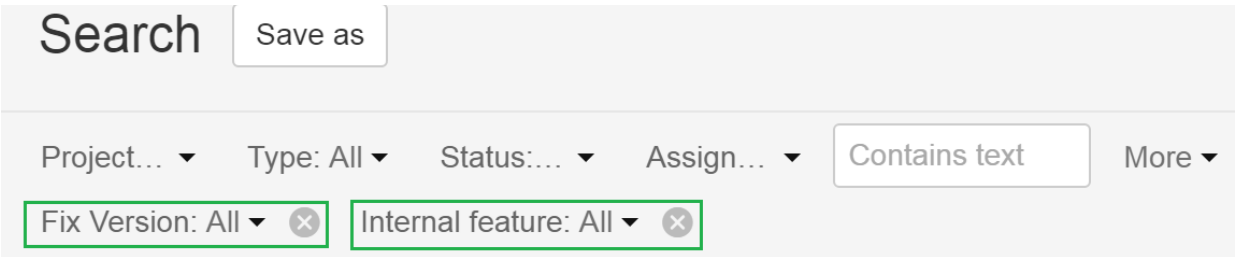 Search Save as
Project... Type: All Status:... Assign... Contains text More
Fix Version: All Internal feature: All